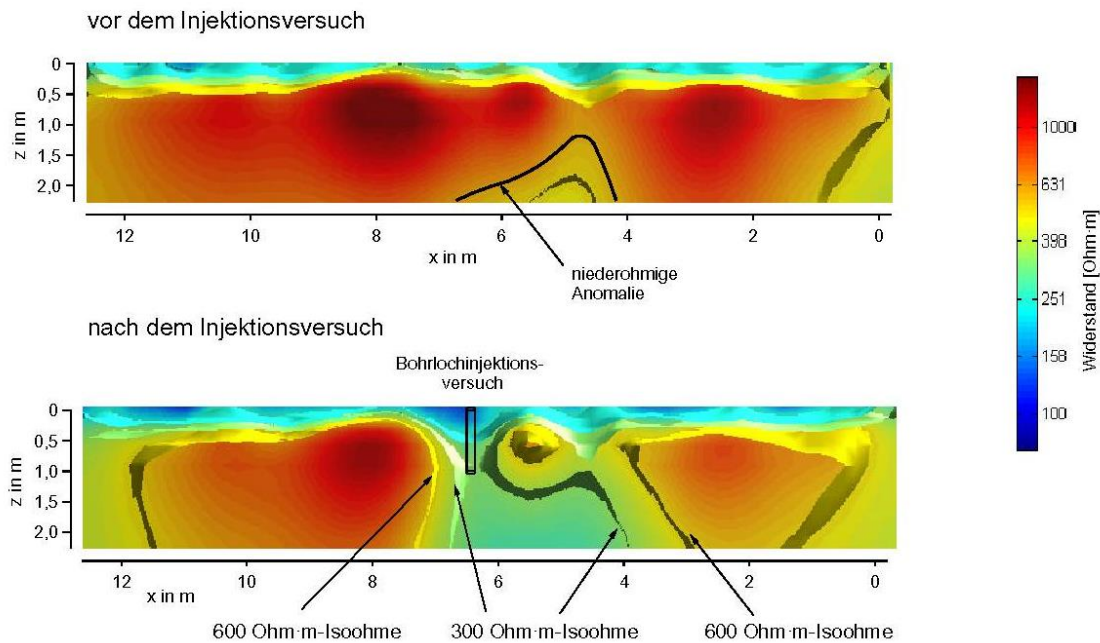 vor dem Injektionsversuch
0
0,5
1,0
1,5
2,0
z in m
12 10 8 6 4 2 0
x in m
niederohmige
Anomalie
nach dem Injektionsversuch
Bohrlochinjektions-
versuch
0
0,5
1,0
1,5
2,0
z in m
12 10 8 6 4 2 0
x in m
600 Ohm·m-Isoohme 300 Ohm·m-Isoohme 600 Ohm·m-Isoohme
1000
631
398
251
158
100
Widerstand [Ohm·m]